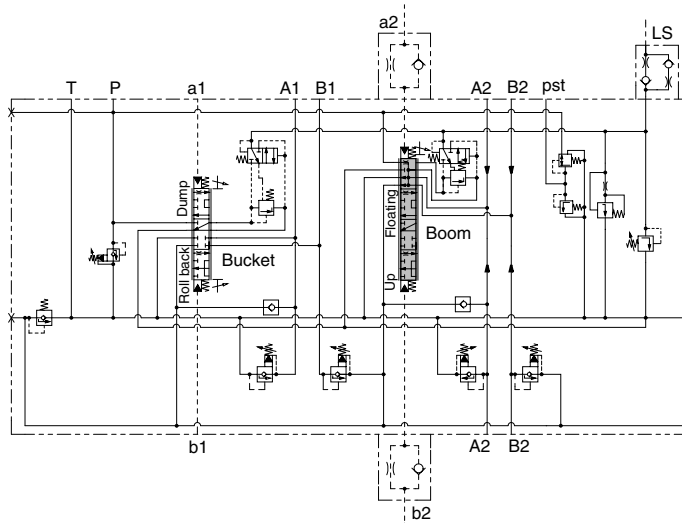 a2
LS
T P a1 A1 B1 A2 B2 pst
Dump
Floating
Bucket
Boom
Roll back
Up
b1
A2 B2
b2